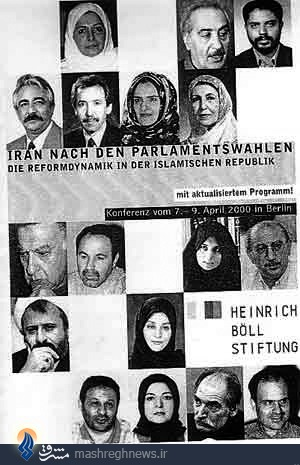 IRAN NACH DEN PARLAMENTSWAHLEN
DIE REFORMDYNAMIK IN DER ISLAMISCHEN REPUBLIK
mit aktualisiertem Programm!
Konferenz vom 7.– 9. April 2000 in Berlin
HEINRICH
BÖLL
STIFTUNG
مشرق
mashreghnews.ir